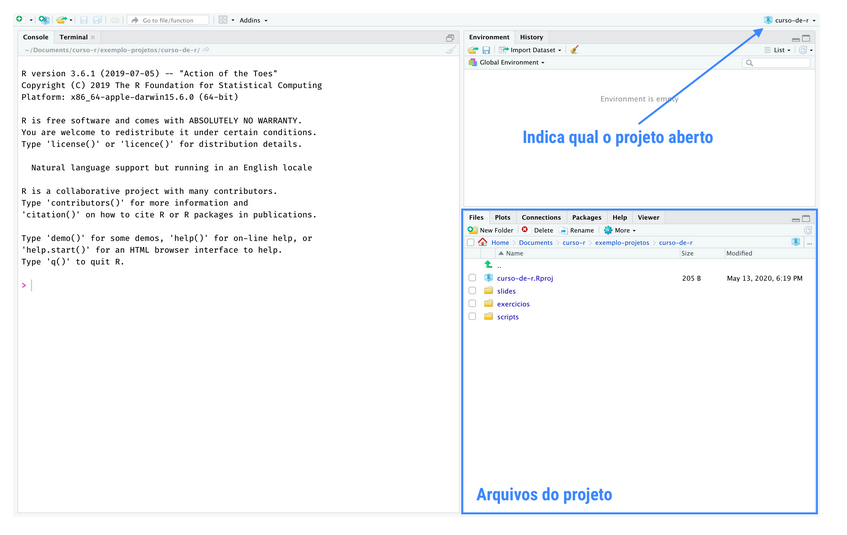 Go to file/function
Addins
curso-de-r
Console
Terminal
~/Documents/curso-r/exemplo-projetos/curso-de-r/
R version 3.6.1 (2019-07-05) -- "Action of the Toes"
Copyright (C) 2019 The R Foundation for Statistical Computing
Platform: x86_64-apple-darwin15.6.0 (64-bit)
R is free software and comes with ABSOLUTELY NO WARRANTY.
You are welcome to redistribute it under certain conditions.
Type 'license()' or 'licence()' for distribution details.
Natural language support but running in an English locale
R is a collaborative project with many contributors.
Type 'contributors()' for more information and
'citation()' on how to cite R or R packages in publications.
Type 'demo()' for some demos, 'help()' for on-line help, or
'help.start()' for an HTML browser interface to help.
Type 'q()' to quit R.
>
Environment
History
Import Dataset
List
Global Environment
Environment is empty
Indica qual o projeto aberto
Files
Plots
Connections
Packages
Help
Viewer
New Folder
Delete
Rename
More
Home
Documents
curso-r
exemplo-projetos
curso-de-r
...
Name
Size
Modified
..
curso-de-r.Rproj
205 B
May 13, 2020, 6:19 PM
slides
exercicios
scripts
Arquivos do projeto